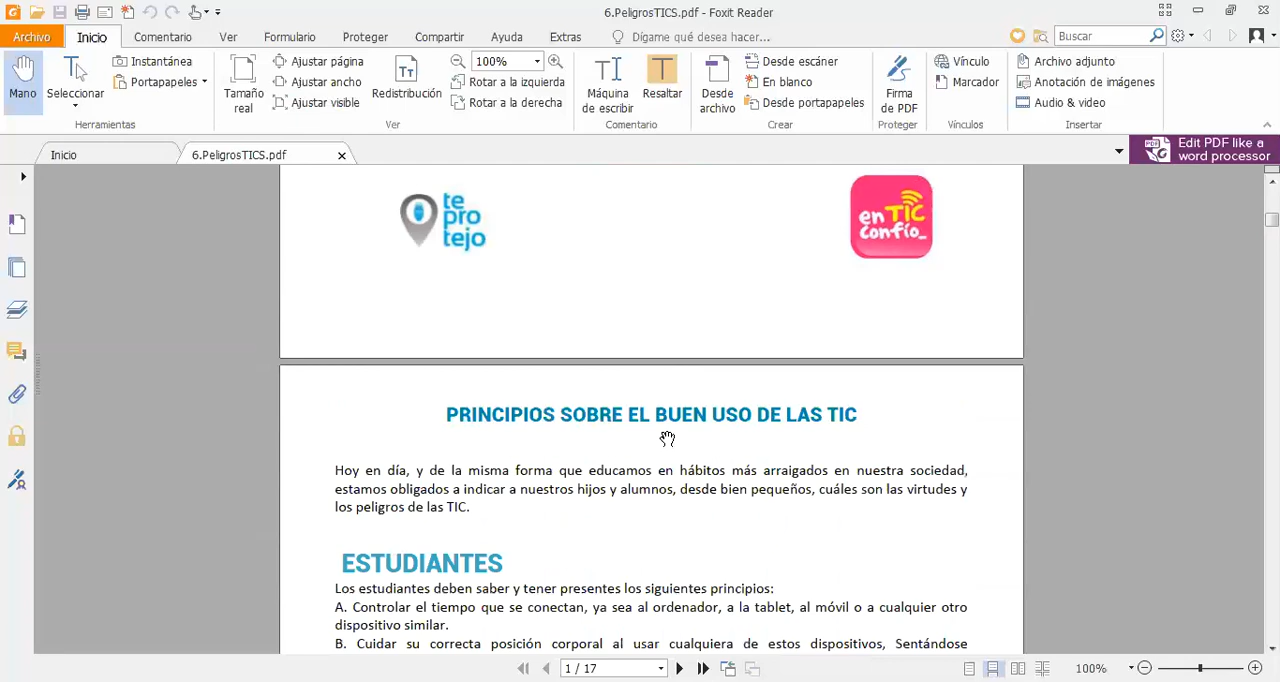 6.PeligrosTICS.pdf - Foxit Reader
Archivo Inicio Comentario Ver Formulario Proteger Compartir Ayuda Extras Dígame qué desea hacer... Buscar
Mano
Seleccionar
Instantánea
Portapapeles
Herramientas
Tamaño real
Ajustar página
Ajustar ancho
Ajustar visible
Redistribución
100%
Rotar a la izquierda
Rotar a la derecha
Ver
Máquina de escribir
Resaltar
Comentario
Desde archivo
Desde escáner
En blanco
Desde portapapeles
Crear
Firma de PDF
Proteger
Vínculo
Marcador
Vínculos
Archivo adjunto
Anotación de imágenes
Audio & video
Insertar
Inicio
6.PeligrosTICS.pdf
Edit PDF like a
word processor
te
pro
tejo
en TIC
confío_
PRINCIPIOS SOBRE EL BUEN USO DE LAS TIC
Hoy en día, y de la misma forma que educamos en hábitos más arraigados en nuestra sociedad,
estamos obligados a indicar a nuestros hijos y alumnos, desde bien pequeños, cuáles son las virtudes y
los peligros de las TIC.
ESTUDIANTES
Los estudiantes deben saber y tener presentes los siguientes principios:
A. Controlar el tiempo que se conectan, ya sea al ordenador, a la tablet, al móvil o a cualquier otro
dispositivo similar.
B. Cuidar su correcta posición corporal al usar cualquiera de estos dispositivos, Sentándose
1 / 17
100%